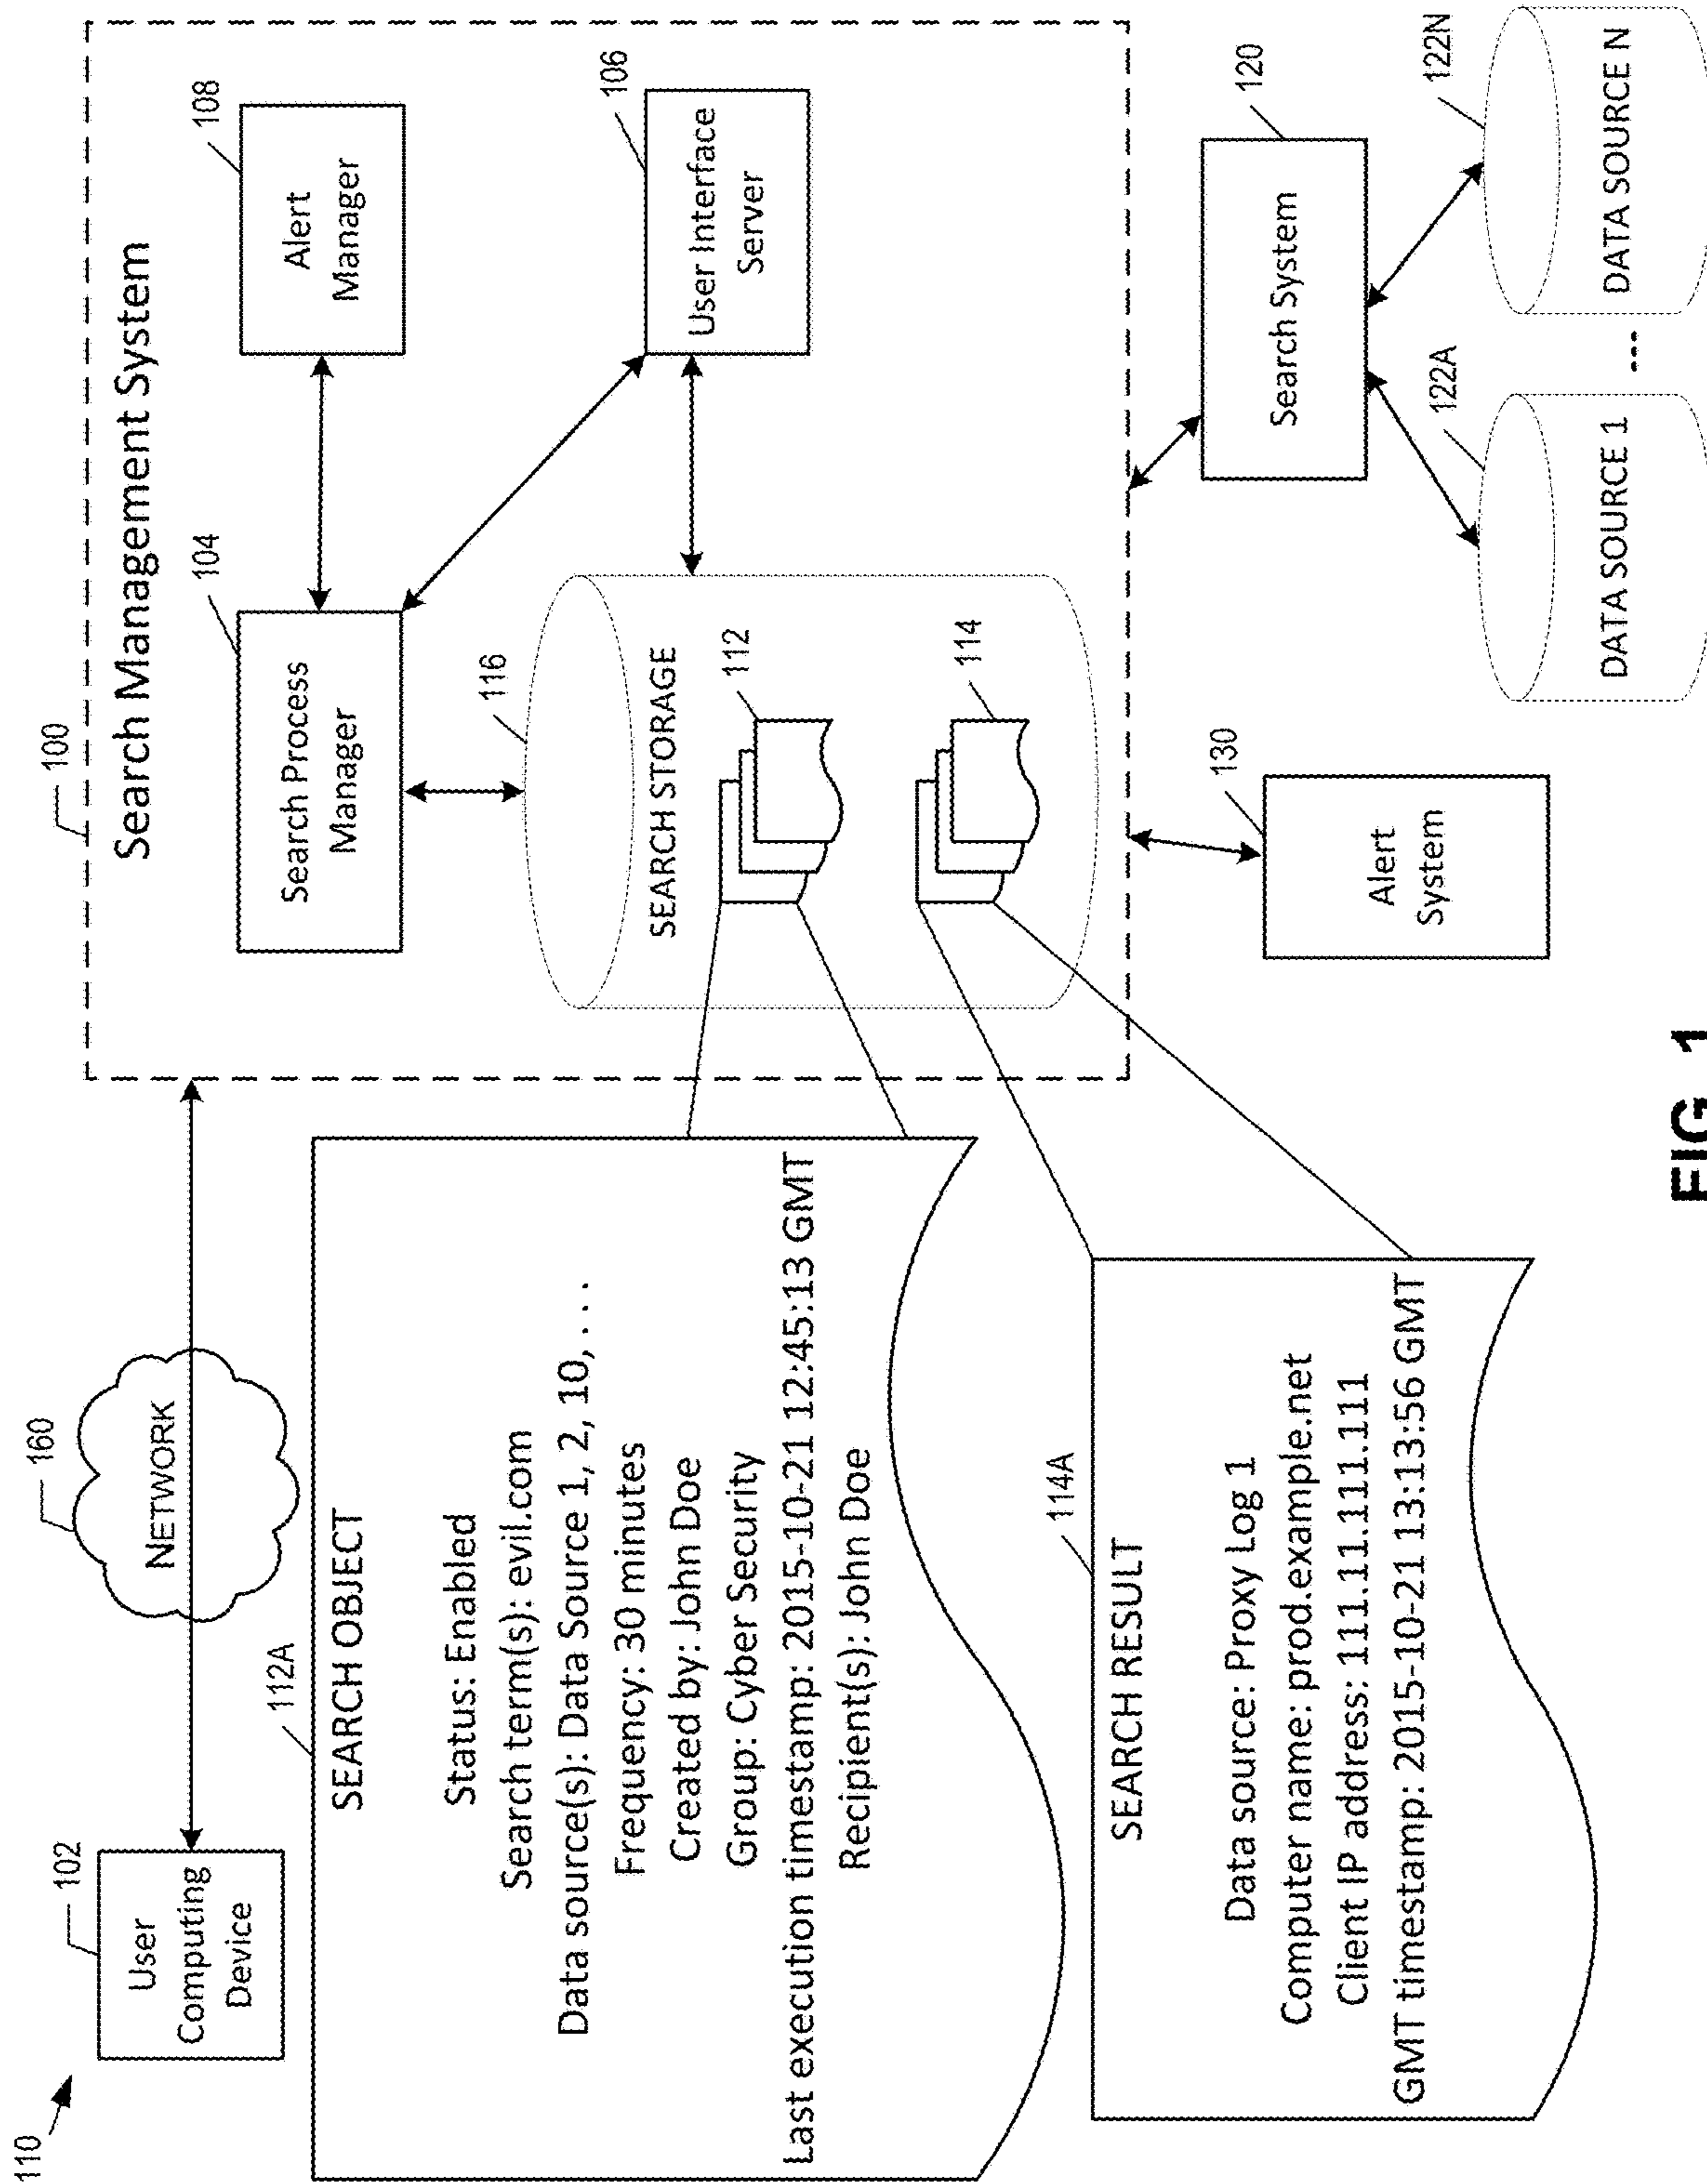 110
102
User
Computing
Device
160
NETWORK
100
Search Management System
104
Search Process
Manager
108
Alert
Manager
116
106
User Interface
Server
SEARCH STORAGE
112
114
112A
SEARCH OBJECT
Status: Enabled
Search term(s): evil.com
Data source(s): Data Source 1, 2, 10, . . .
Frequency: 30 minutes
Created by: John Doe
Group: Cyber Security
Last execution timestamp: 2015-10-21 12:45:13 GMT
Recipient(s): John Doe
114A
SEARCH RESULT
Data source: Proxy Log 1
Computer name: prod.example.net
Client IP address: 111.111.111.111
GMT timestamp: 2015-10-21 13:13:56 GMT
130
Alert
System
120
Search System
122A
DATA SOURCE 1
---
122N
DATA SOURCE N
FIG. 1